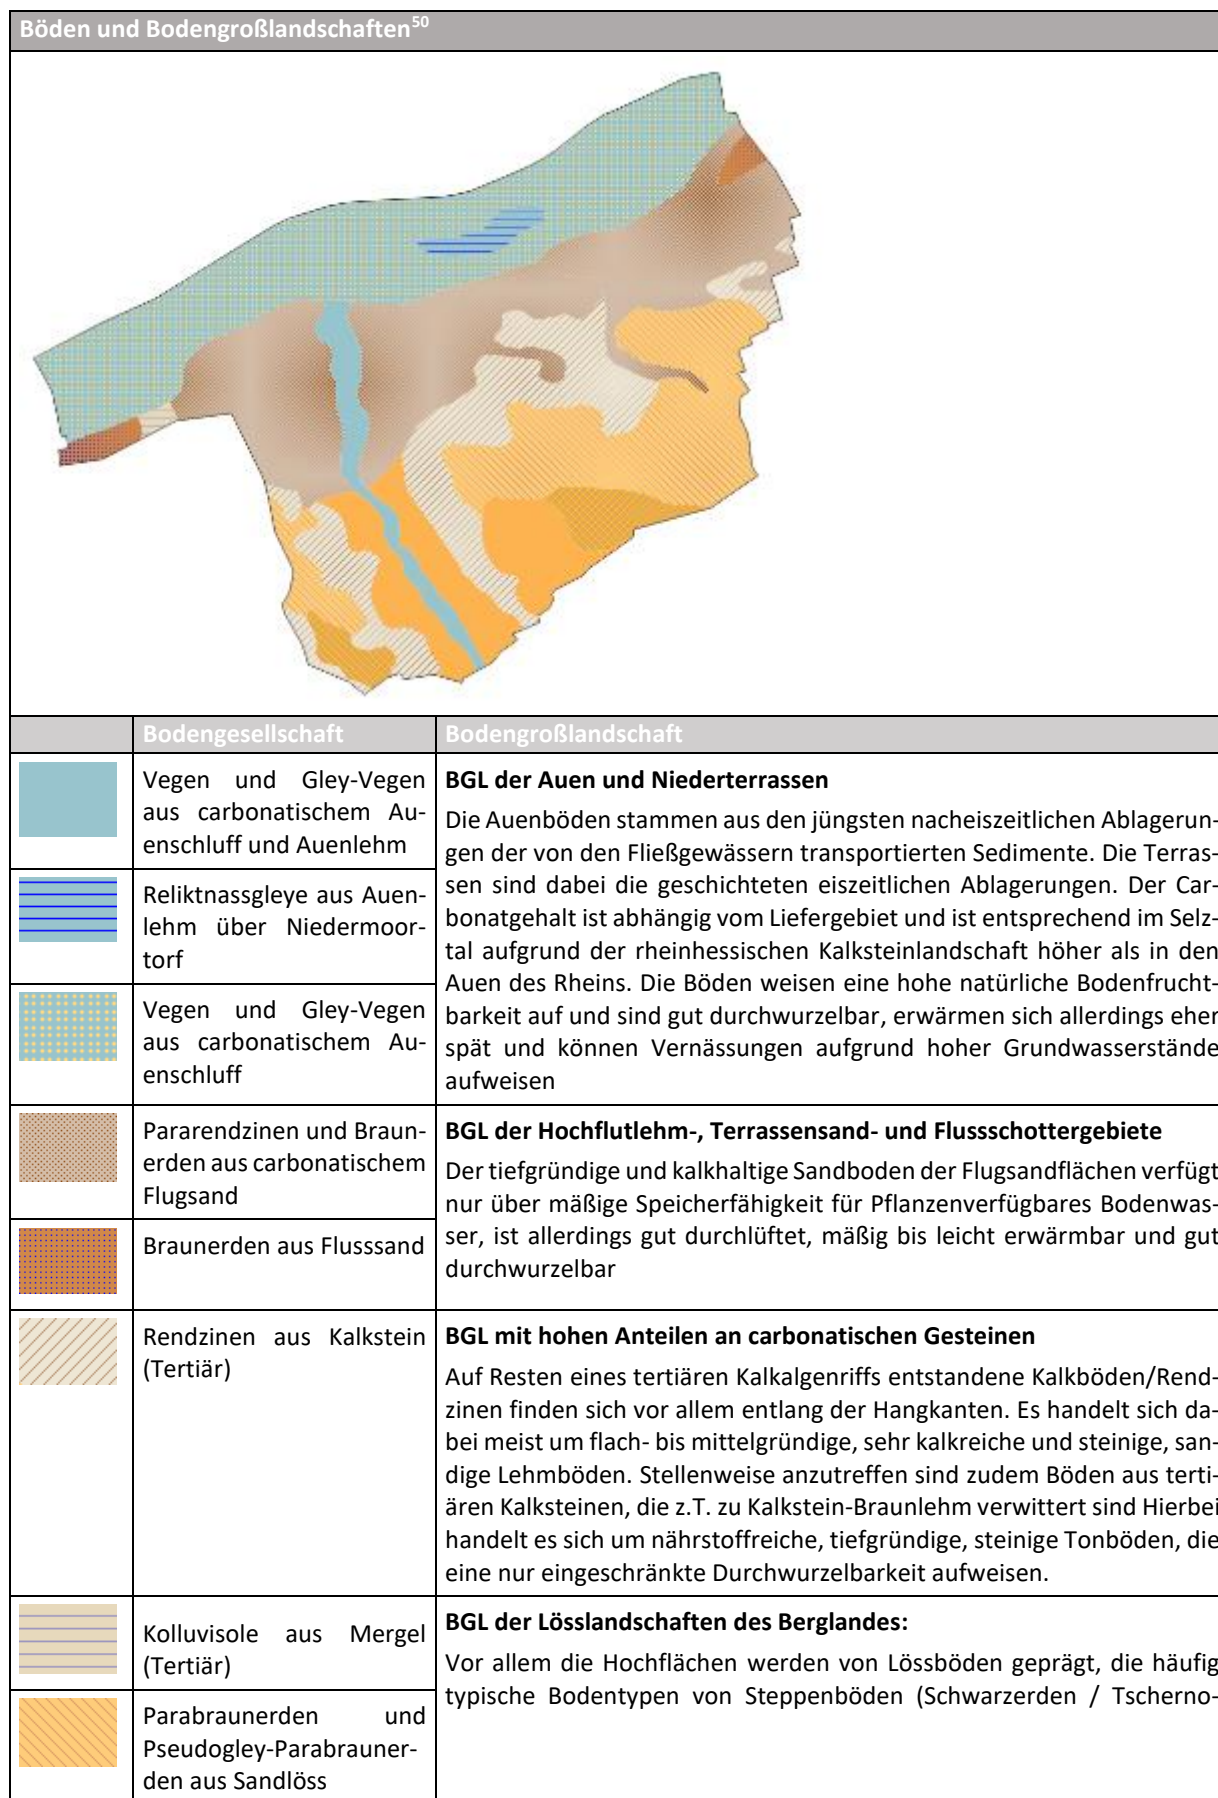 Böden und Bodengroßlandschaften50
Bodengesellschaft
Bodengroßlandschaft
Vegen und Gley-Vegen
aus carbonatischem Au-
enschluff und Auenlehm
Reliktnassgleye aus Auen-
lehm über Niedermoor-
torf
Vegen und Gley-Vegen
aus carbonatischem Au-
enschluff
BGL der Auen und Niederterrassen
Die Auenböden stammen aus den jüngsten nacheiszeitlichen Ablagerun-
gen der von den Fließgewässern transportierten Sedimente. Die Terras-
sen sind dabei die geschichteten eiszeitlichen Ablagerungen. Der Car-
bonatgehalt ist abhängig vom Liefergebiet und ist entsprechend im Selz-
tal aufgrund der rheinhessischen Kalksteinlandschaft höher als in den
Auen des Rheins. Die Böden weisen eine hohe natürliche Bodenfrucht-
barkeit auf und sind gut durchwurzelbar, erwärmen sich allerdings eher
spät und können Vernässungen aufgrund hoher Grundwasserstände
aufweisen
Pararendzinen und Braun-
erden aus carbonatischem
Flugsand
Braunerden aus Flusssand
BGL der Hochflutlehm-, Terrassensand- und Flussschottergebiete
Der tiefgründige und kalkhaltige Sandboden der Flugsandflächen verfügt
nur über mäßige Speicherfähigkeit für Pflanzenverfügbares Bodenwas-
ser, ist allerdings gut durchlüftet, mäßig bis leicht erwärmbar und gut
durchwurzelbar
Rendzinen aus Kalkstein
(Tertiär)
BGL mit hohen Anteilen an carbonatischen Gesteinen
Auf Resten eines tertiären Kalkalgenriffs entstandene Kalkböden/Rend-
zinen finden sich vor allem entlang der Hangkanten. Es handelt sich da-
bei meist um flach- bis mittelgründige, sehr kalkreiche und steinige, san-
dige Lehmböden. Stellenweise anzutreffen sind zudem Böden aus terti-
ären Kalksteinen, die z.T. zu Kalkstein-Braunlehm verwittert sind Hierbei
handelt es sich um nährstoffreiche, tiefgründige, steinige Tonböden, die
eine nur eingeschränkte Durchwurzelbarkeit aufweisen.
Kolluvisole aus Mergel
(Tertiär)
Parabraunerden und
Pseudogley-Parabrauner-
den aus Sandlöss
BGL der Lösslandschaften des Berglandes:
Vor allem die Hochflächen werden von Lössböden geprägt, die häufig
typische Bodentypen von Steppenböden (Schwarzerden / Tscherno-